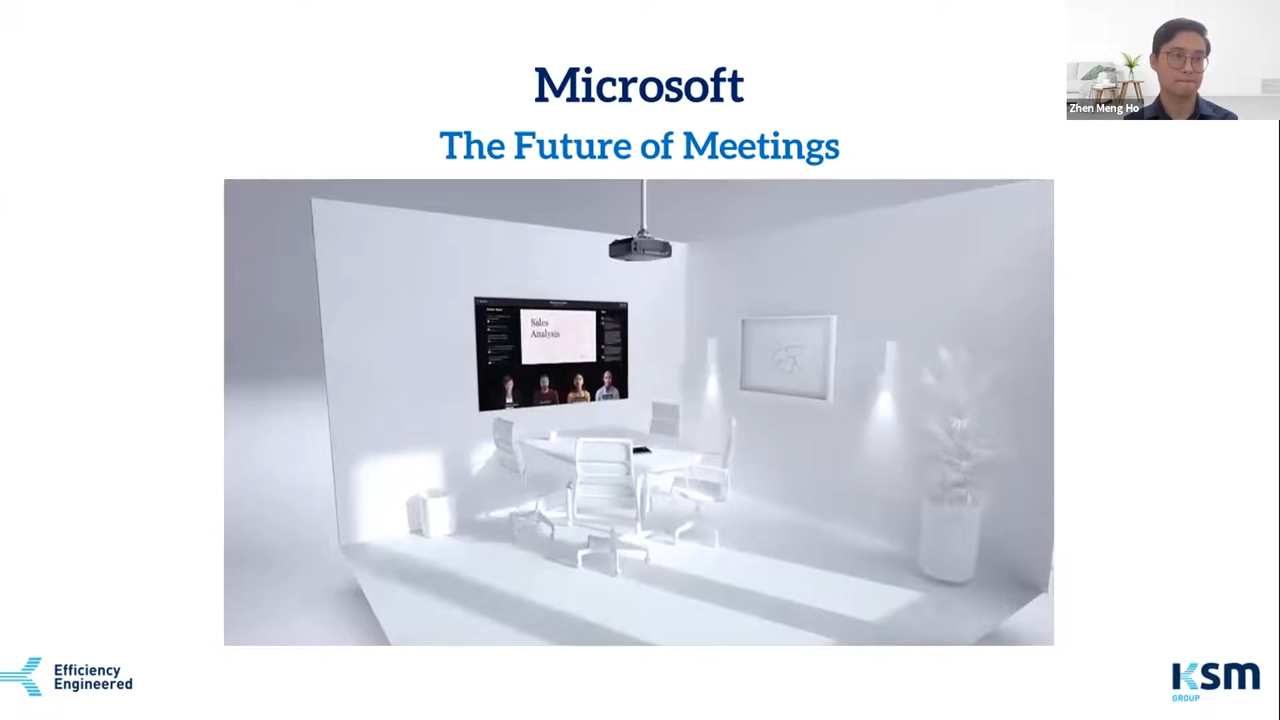 Microsoft
The Future of Meetings
Zhen Meng Ho
Sales
Analysis
Efficiency
Engineered
KSM
GROUP